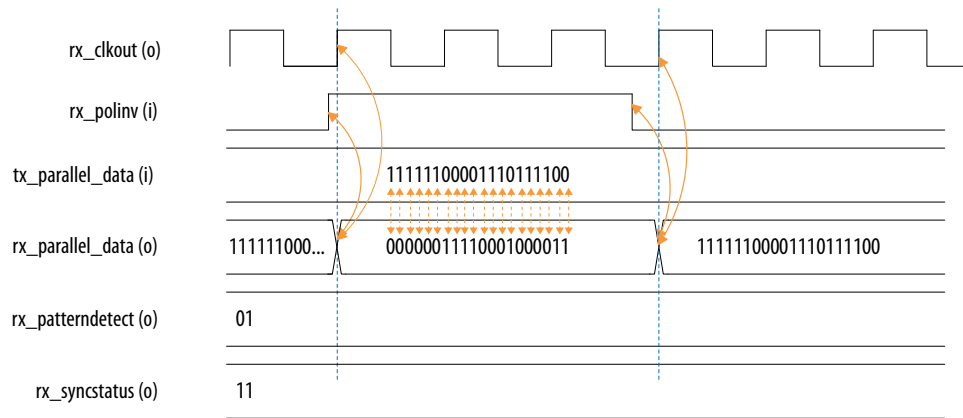 rx_clkout (o)
rx_polinv (i)
tx_parallel_data (i)
11111100001110111100
rx_parallel_data (o)
111111000...
00000011110001000011
11111100001110111100
rx_patterndetect (o)
01
rx_syncstatus (o)
11